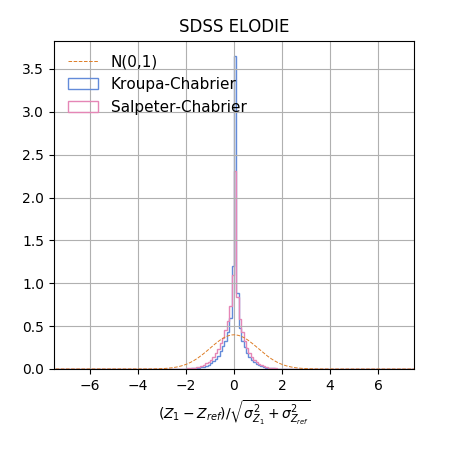 SDSS ELODIE
N(0,1)
Kroupa-Chabrier
Salpeter-Chabrier
3.5
3.0
2.5
2.0
1.5
1.0
0.5
0.0
−6 −4 −2 0 2 4 6
(Z₁ − Z_ref)/√(σ²_Z₁ + σ²_Z_ref)